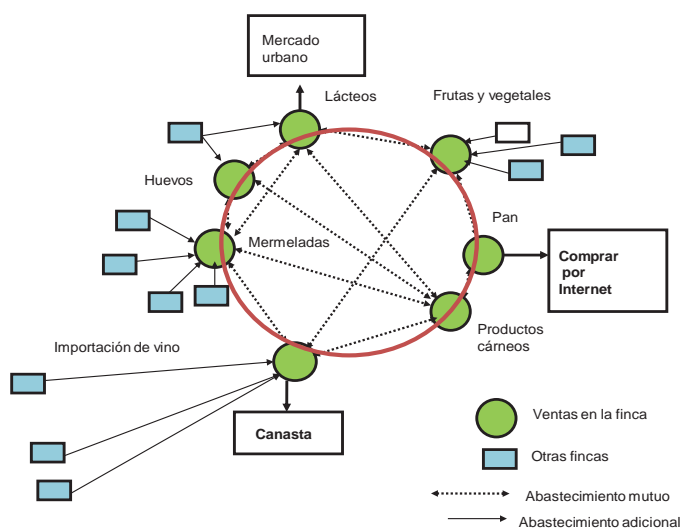 Mercado
urbano
Lácteos
Frutas y vegetales
Huevos
Pan
Mermeladas
Comprar
por
Internet
Productos
cárneos
Importación de vino
Canasta
Ventas en la finca
Otras fincas
Abastecimiento mutuo
Abastecimiento adicional